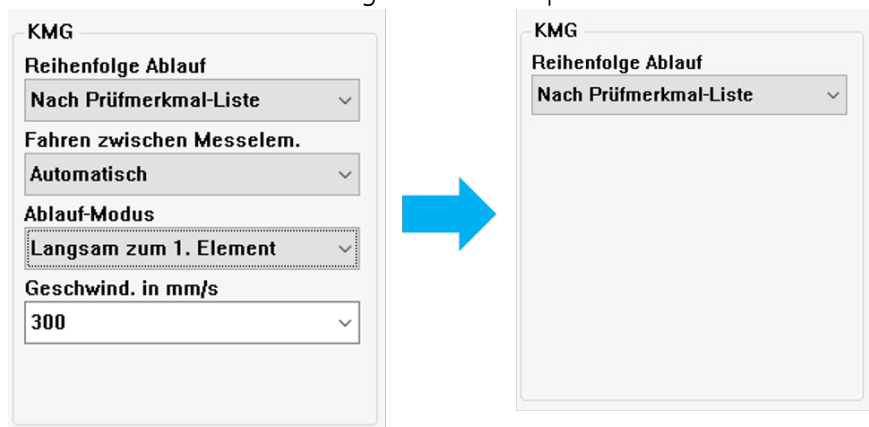 KMG
Reihenfolge Ablauf
Nach Prüfmerkmal-Liste
Fahren zwischen Messelem.
Automatisch
Ablauf-Modus
Langsam zum 1. Element
Geschwind. in mm/s
300
KMG
Reihenfolge Ablauf
Nach Prüfmerkmal-Liste